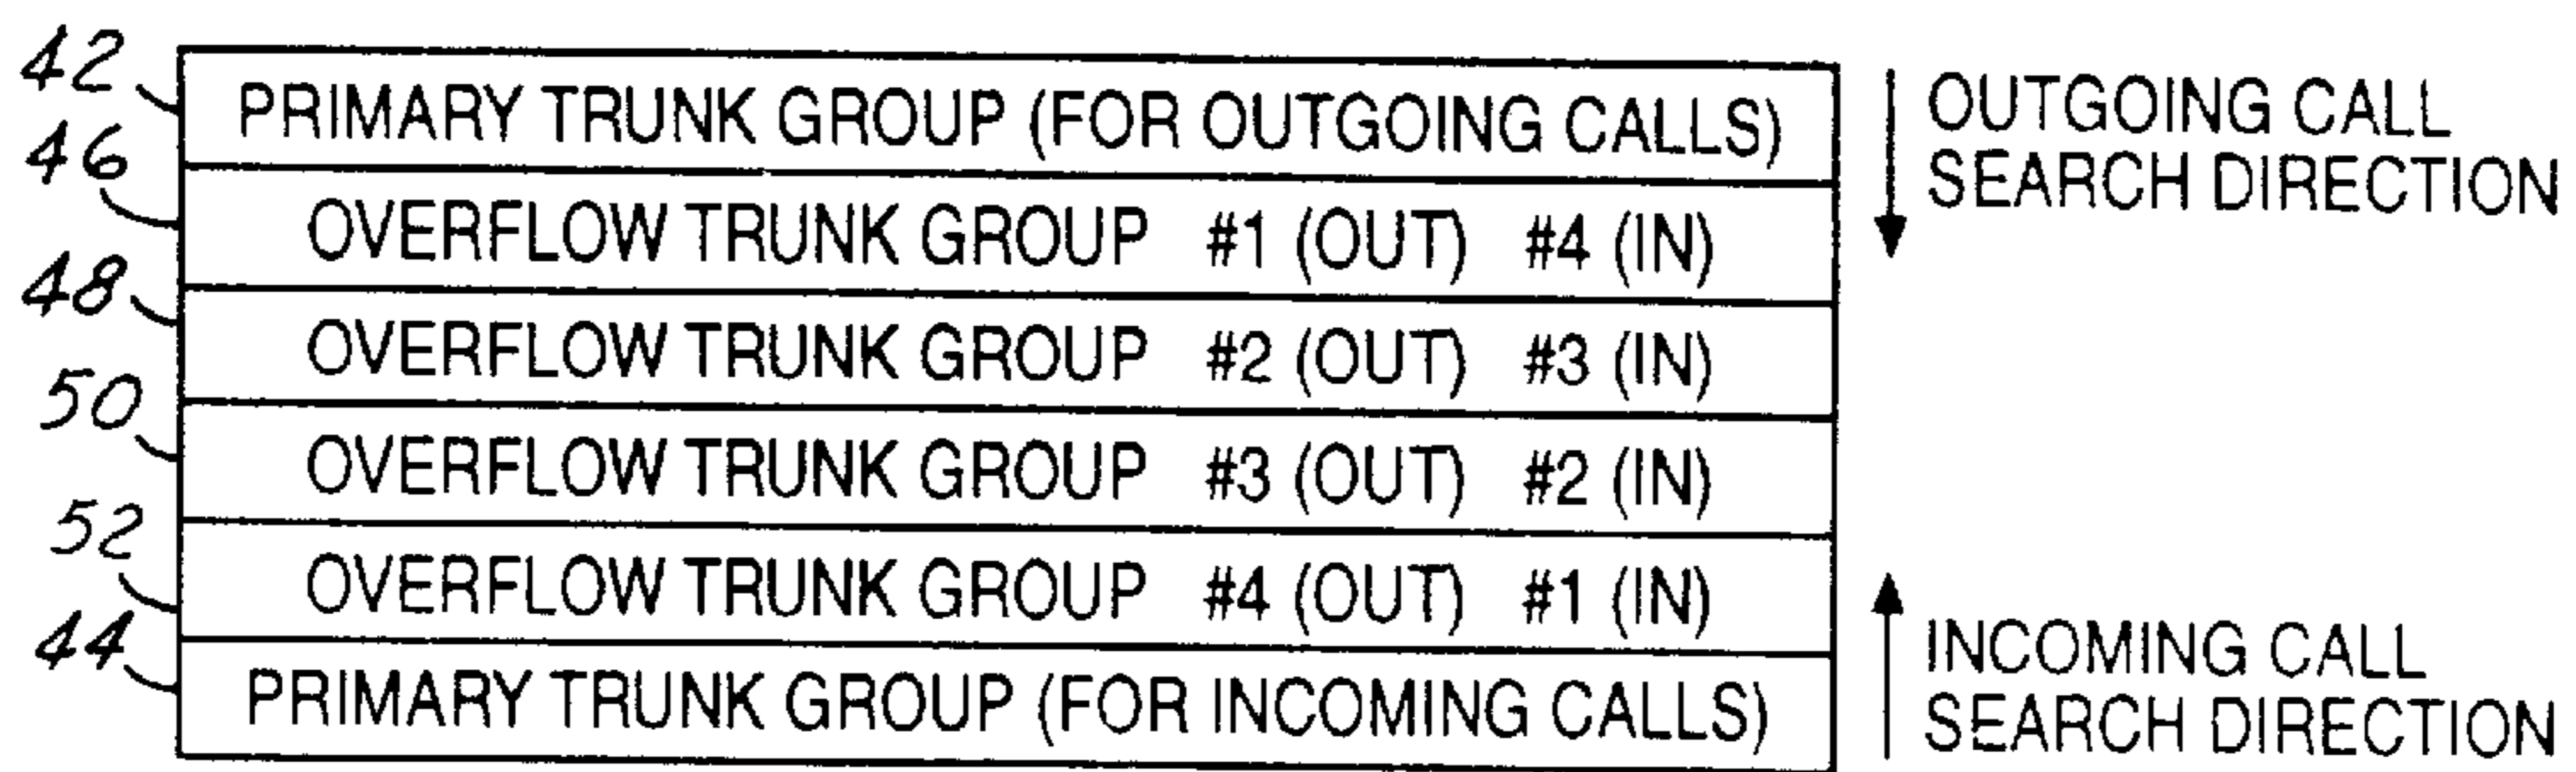 42 PRIMARY TRUNK GROUP (FOR OUTGOING CALLS)
46 OVERFLOW TRUNK GROUP #1 (OUT) #4 (IN)
48 OVERFLOW TRUNK GROUP #2 (OUT) #3 (IN)
50 OVERFLOW TRUNK GROUP #3 (OUT) #2 (IN)
52 OVERFLOW TRUNK GROUP #4 (OUT) #1 (IN)
44 PRIMARY TRUNK GROUP (FOR INCOMING CALLS)
OUTGOING CALL
SEARCH DIRECTION
INCOMING CALL
SEARCH DIRECTION